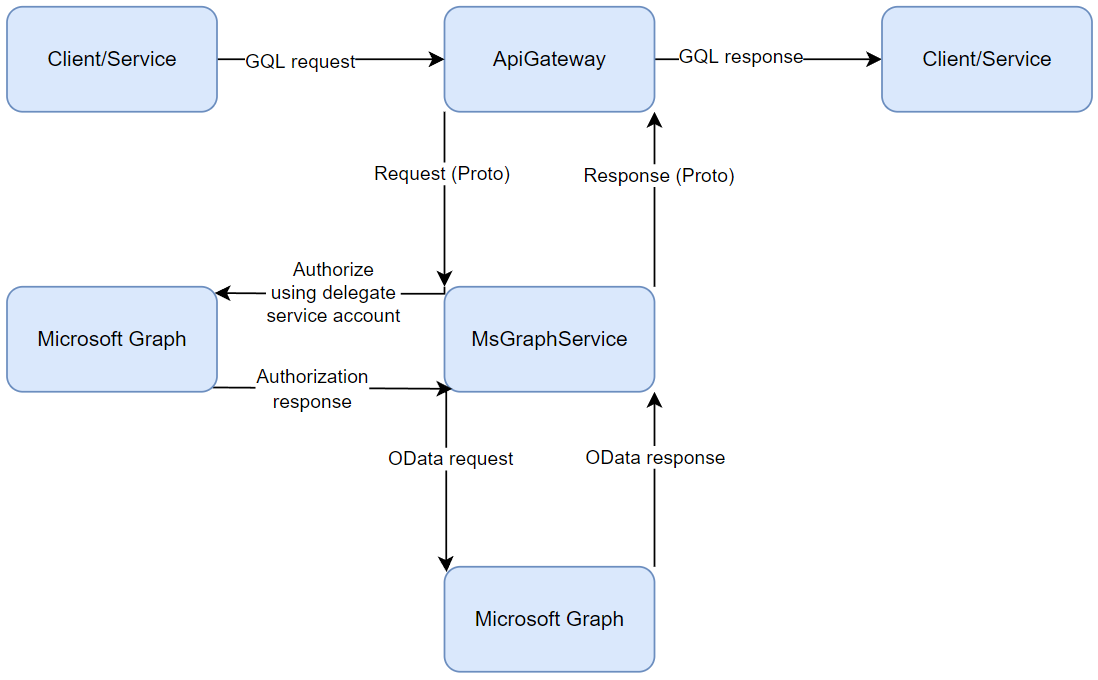 Client/Service
GQL request
ApiGateway
GQL response
Client/Service
Request (Proto)
Response (Proto)
Authorize
using delegate
service account
Microsoft Graph
MsGraphService
Authorization
response
OData request
OData response
Microsoft Graph